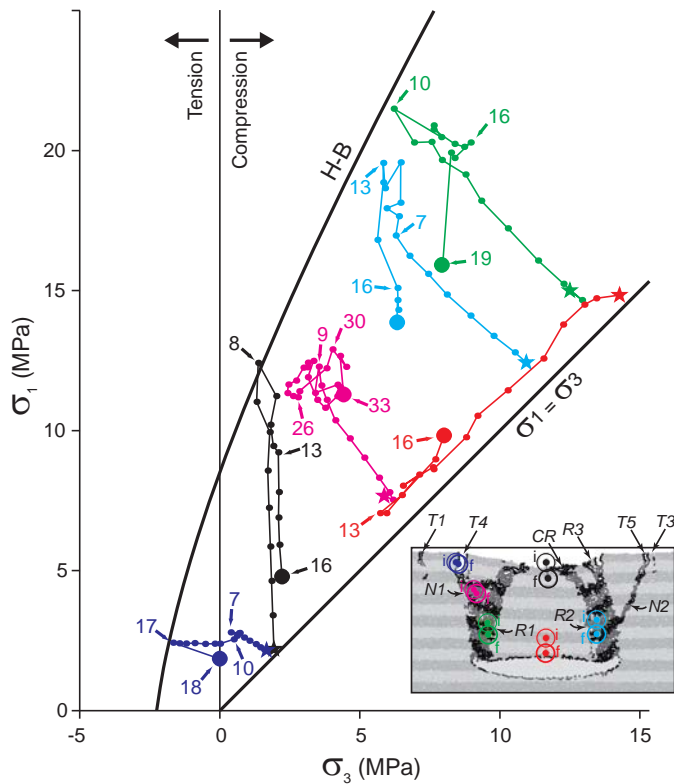 Tension
Compression
H-B
10
16
20
13
7
19
16
15
30
9
8
33
26
σ1 = σ3
σ1 (MPa)
10
13
16
13
16
T1
T4
CR
R3
T5
T3
i
i
f
f
N1
i
f
R1
R2
i
N2
i
f
f
i
f
5
7
17
10
18
0
-5
0
5
10
15
σ3 (MPa)